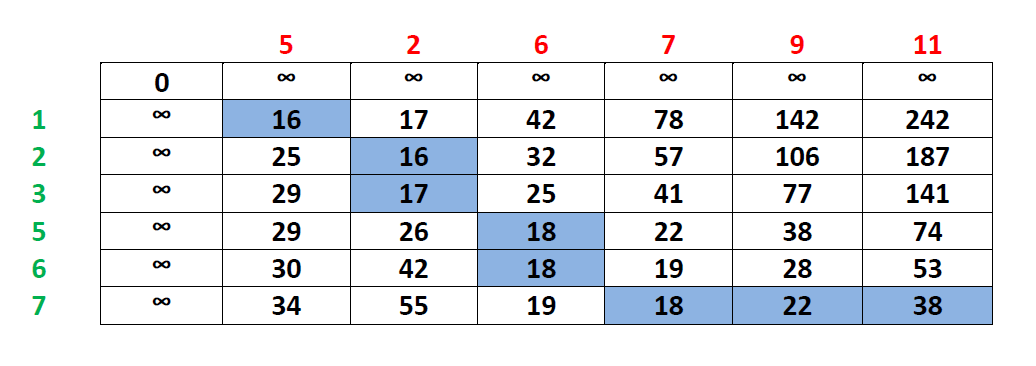 5 2 6 7 9 11
0 ∞ ∞ ∞ ∞ ∞ ∞
1 ∞ 16 17 42 78 142 242
2 ∞ 25 16 32 57 106 187
3 ∞ 29 17 25 41 77 141
5 ∞ 29 26 18 22 38 74
6 ∞ 30 42 18 19 28 53
7 ∞ 34 55 19 18 22 38